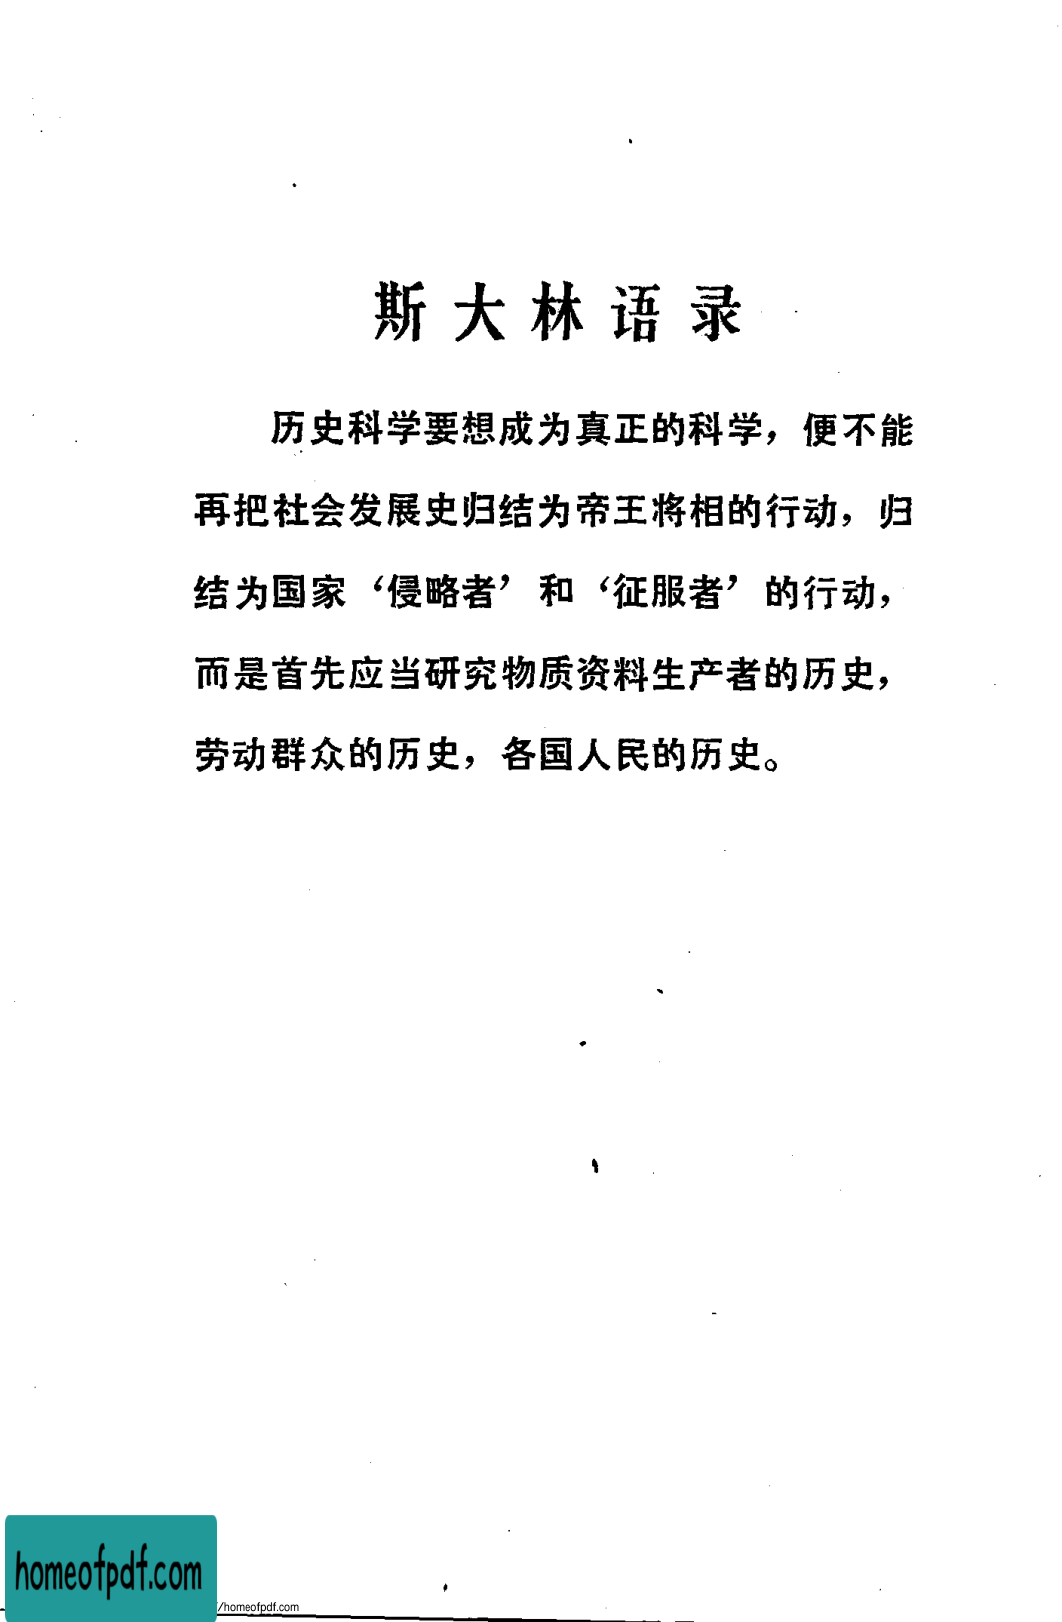 斯大林语录
历史科学要想成为真正的科学，便不能
再把社会发展史归结为帝王将相的行动，归
结为国家‘侵略者’和‘征服者’的行动，
而是首先应当研究物质资料生产者的历史，
劳动群众的历史，各国人民的历史。
homeofpdf.com
/homeofpdf.com